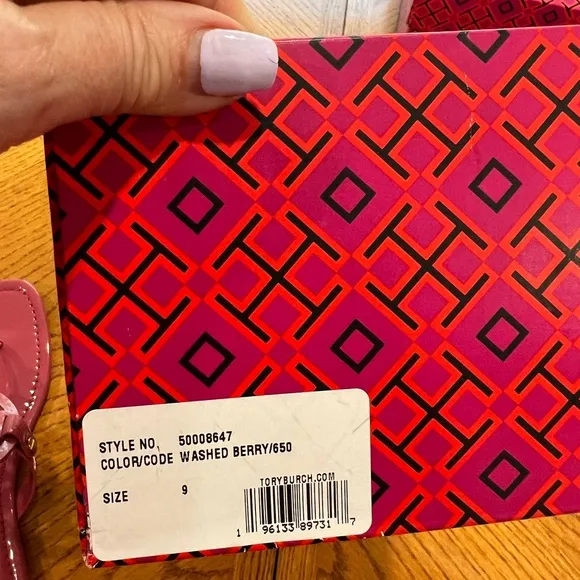 STYLE NO. 50008647
COLOR/CODE WASHED BERRY/650
SIZE 9
TORYBURCH.COM
1 96133 89731 7